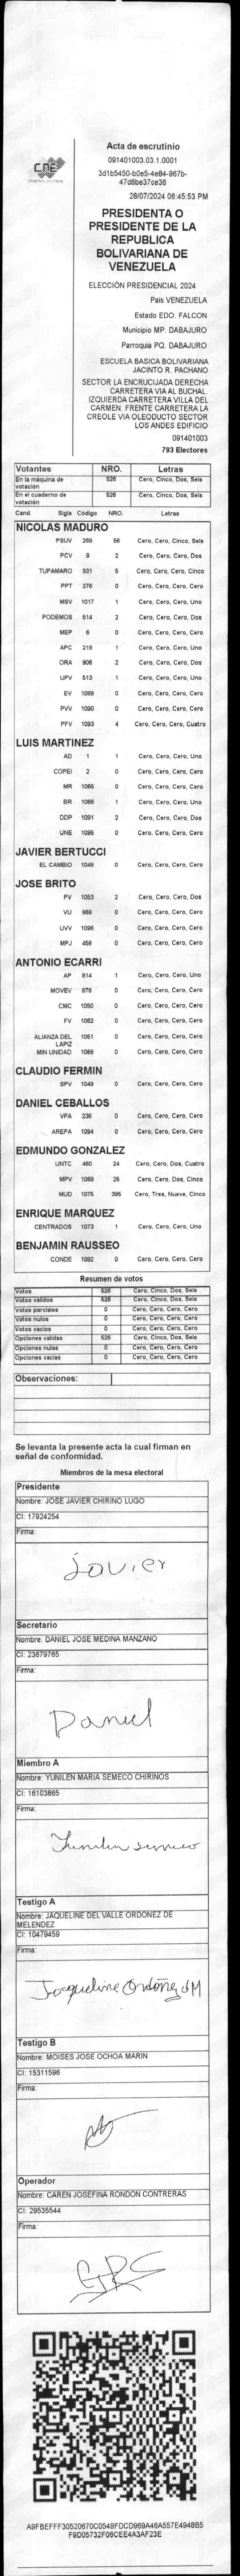 CNE
Acta de escrutinio
091401003.03.1.0001
3d1b5450-b0e5-4e84-967b-
47d6be37ce36
28/07/2024 06:45:53 PM
PRESIDENTA O
PRESIDENTE DE LA
REPUBLICA
BOLIVARIANA DE
VENEZUELA
ELECCIÓN PRESIDENCIAL 2024
País VENEZUELA
Estado EDO. FALCON
Municipio MP. DABAJURO
Parroquia PQ. DABAJURO
ESCUELA BASICA BOLIVARIANA
JACINTO R. PACHANO
SECTOR LA ENCRUCIJADA DERECHA
CARRETERA VIA AL BUCHAL.
IZQUIERDA CARRETERA VILLA DEL
CARMEN. FRENTE CARRETERA LA
CREOLE VIA OLEODUCTO SECTOR
LOS ANDES EDIFICIO
091401003
793 Electores
Votantes NRO. Letras
En la máquina de votación 526 Cero, Cinco, Dos, Seis
En el cuaderno de votación 526 Cero, Cinco, Dos, Seis
Cand. Sigla Código NRO. Letras
NICOLAS MADURO
PSUV 269 56 Cero, Cero, Cinco, Seis
PCV 9 2 Cero, Cero, Cero, Dos
TUPAMARO 931 5 Cero, Cero, Cero, Cinco
PPT 276 0 Cero, Cero, Cero, Cero
MSV 1017 1 Cero, Cero, Cero, Uno
PODEMOS 514 2 Cero, Cero, Cero, Dos
MEP 6 0 Cero, Cero, Cero, Cero
APC 219 1 Cero, Cero, Cero, Uno
ORA 906 2 Cero, Cero, Cero, Dos
UPV 513 1 Cero, Cero, Cero, Uno
EV 1089 0 Cero, Cero, Cero, Cero
PVV 1090 0 Cero, Cero, Cero, Cero
PFV 1093 4 Cero, Cero, Cero, Cuatro
LUIS MARTINEZ
AD 1 1 Cero, Cero, Cero, Uno
COPEI 2 0 Cero, Cero, Cero, Cero
MR 1065 0 Cero, Cero, Cero, Cero
BR 1066 1 Cero, Cero, Cero, Uno
DDP 1091 2 Cero, Cero, Cero, Dos
UNE 1095 0 Cero, Cero, Cero, Cero
JAVIER BERTUCCI
EL CAMBIO 1048 0 Cero, Cero, Cero, Cero
JOSE BRITO
PV 1053 2 Cero, Cero, Cero, Dos
VU 868 0 Cero, Cero, Cero, Cero
UVV 1096 0 Cero, Cero, Cero, Cero
MPJ 458 0 Cero, Cero, Cero, Cero
ANTONIO ECARRI
AP 814 1 Cero, Cero, Cero, Uno
MOVEV 878 0 Cero, Cero, Cero, Cero
CMC 1050 0 Cero, Cero, Cero, Cero
FV 1062 0 Cero, Cero, Cero, Cero
ALIANZA DEL LAPIZ 1051 0 Cero, Cero, Cero, Cero
MIN UNIDAD 1068 0 Cero, Cero, Cero, Cero
CLAUDIO FERMIN
SPV 1049 0 Cero, Cero, Cero, Cero
DANIEL CEBALLOS
VPA 236 0 Cero, Cero, Cero, Cero
AREPA 1094 0 Cero, Cero, Cero, Cero
EDMUNDO GONZALEZ
UNTC 460 24 Cero, Cero, Dos, Cuatro
MPV 1069 25 Cero, Cero, Dos, Cinco
MUD 1075 395 Cero, Tres, Nueve, Cinco
ENRIQUE MARQUEZ
CENTRADOS 1073 1 Cero, Cero, Cero, Uno
BENJAMIN RAUSSEO
CONDE 1092 0 Cero, Cero, Cero, Cero
Resumen de votos
Votos 526 Cero, Cinco, Dos, Seis
Votos validos 526 Cero, Cinco, Dos, Seis
Votos parciales 0 Cero, Cero, Cero, Cero
Votos nulos 0 Cero, Cero, Cero, Cero
Votos vacios 0 Cero, Cero, Cero, Cero
Opciones validas 526 Cero, Cinco, Dos, Seis
Opciones nulas 0 Cero, Cero, Cero, Cero
Opciones vacias 0 Cero, Cero, Cero, Cero
Observaciones:
Se levanta la presente acta la cual firman en
señal de conformidad.
Miembros de la mesa electoral
Presidente
Nombre: JOSE JAVIER CHIRINO LUGO
CI: 17924254
Firma:
Javier
Secretario
Nombre: DANIEL JOSE MEDINA MANZANO
CI: 23679765
Firma:
Daniel
Miembro A
Nombre: YUNILEN MARIA SEMECO CHIRINOS
CI: 16103865
Firma:
Yunilen semeco
Testigo A
Nombre: JAQUELINE DEL VALLE ORDONEZ DE
MELENDEZ
CI: 10479459
Firma:
Jacqueline Ordoñez dM
Testigo B
Nombre: MOISES JOSE OCHOA MARIN
CI: 15311596
Firma:
Operador
Nombre: CAREN JOSEFINA RONDON CONTRERAS
CI: 29535544
Firma:
A9FBEFFF30520670C0549FDCD969A46A557E4948B5
F9D05732F06CEE4A3AF23E